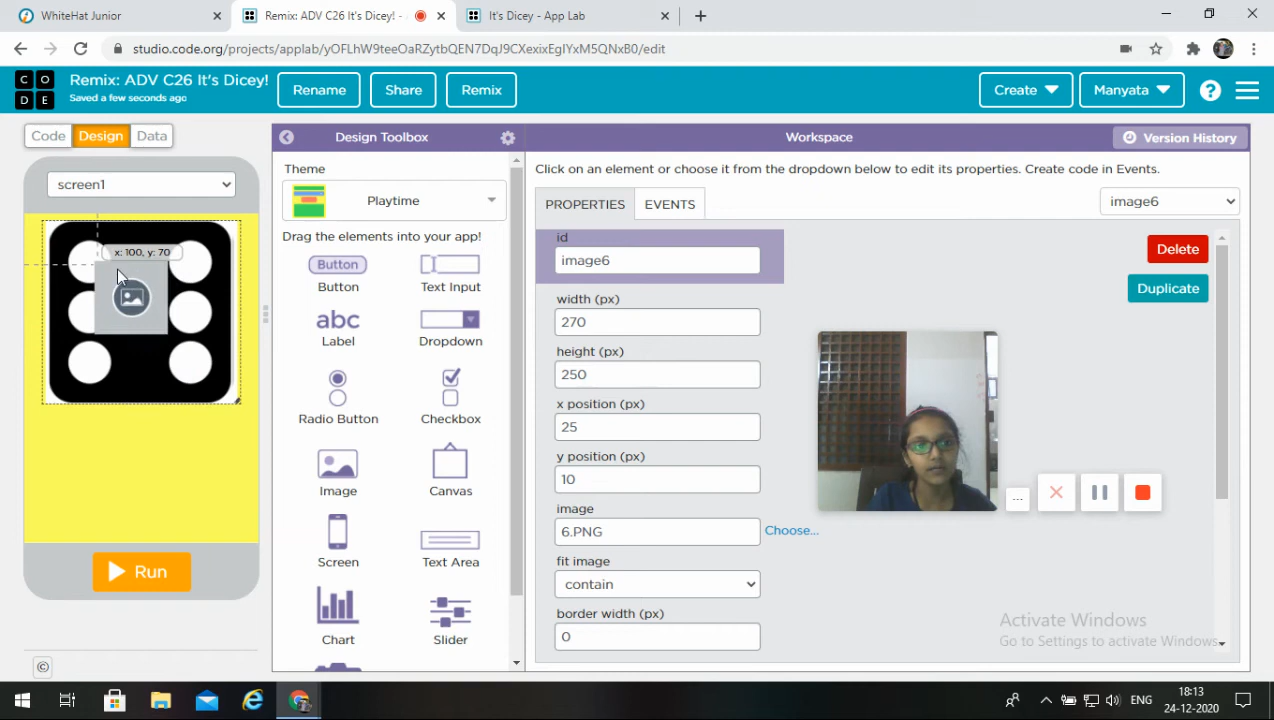 WhiteHat Junior
Remix: ADV C26 It's Dicey! -
It's Dicey - App Lab
studio.code.org/projects/applab/yOFLhW9teeOaRZytbQEN7DqJ9CXexixEgIYxM5QNxB0/edit
C O
D E
Remix: ADV C26 It's Dicey!
Saved a few seconds ago
Rename
Share
Remix
Create
Manyata
?
Code
Design
Data
Design Toolbox
Workspace
Version History
screen1
Theme
Playtime
Drag the elements into your app!
Button
Button
Text Input
abc
Label
Dropdown
Radio Button
Checkbox
Image
Canvas
Screen
Text Area
Chart
Slider
x: 100, y: 70
Run
©
Click on an element or choose it from the dropdown below to edit its properties. Create code in Events.
PROPERTIES
EVENTS
image6
id
image6
Delete
Duplicate
width (px)
270
height (px)
250
x position (px)
25
y position (px)
10
image
6.PNG
Choose...
fit image
contain
border width (px)
0
...
Activate Windows
Go to Settings to activate Windows.
ENG
18:13
24-12-2020